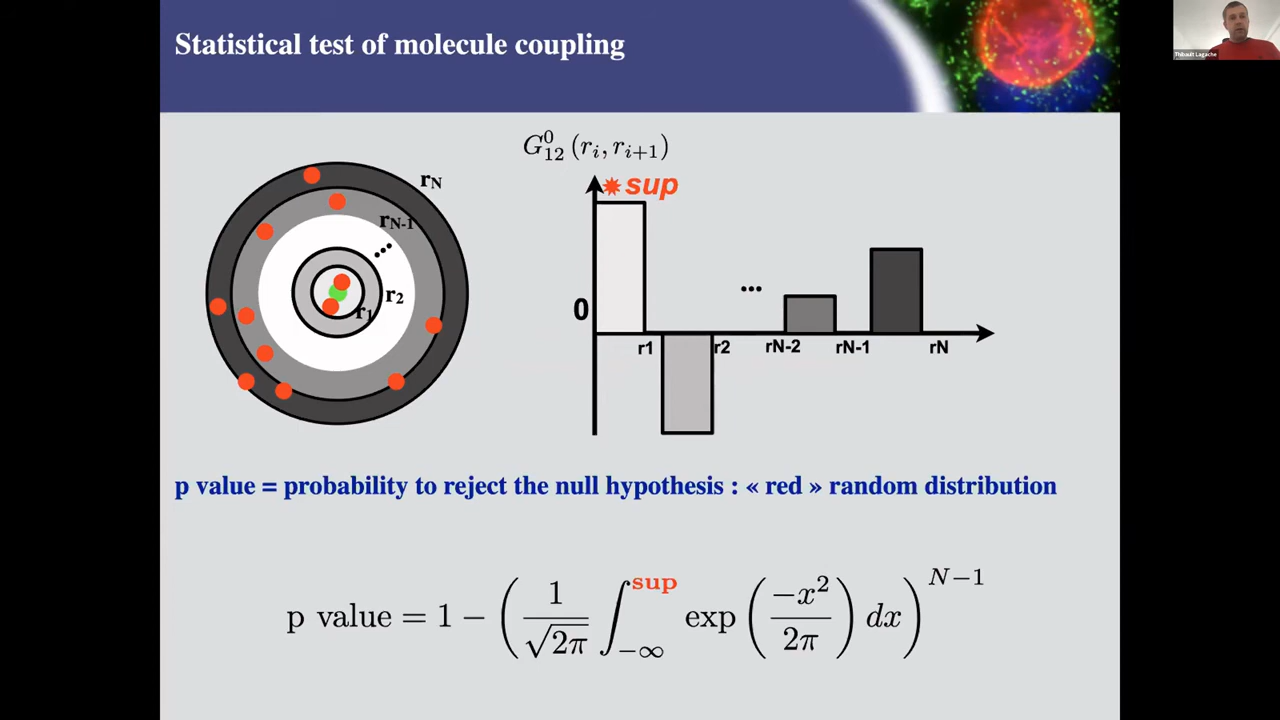 Statistical test of molecule coupling
Thibault Lagache
G⁰₁₂ (rᵢ, rᵢ₊₁)
sup
rN
rN-1
...
r2
r1
0
...
r1 r2 rN-2 rN-1 rN
p value = probability to reject the null hypothesis : « red » random distribution
p value = 1 − (1/√2π ∫_{−∞}^{sup} exp(−x²/2π) dx)^{N−1}